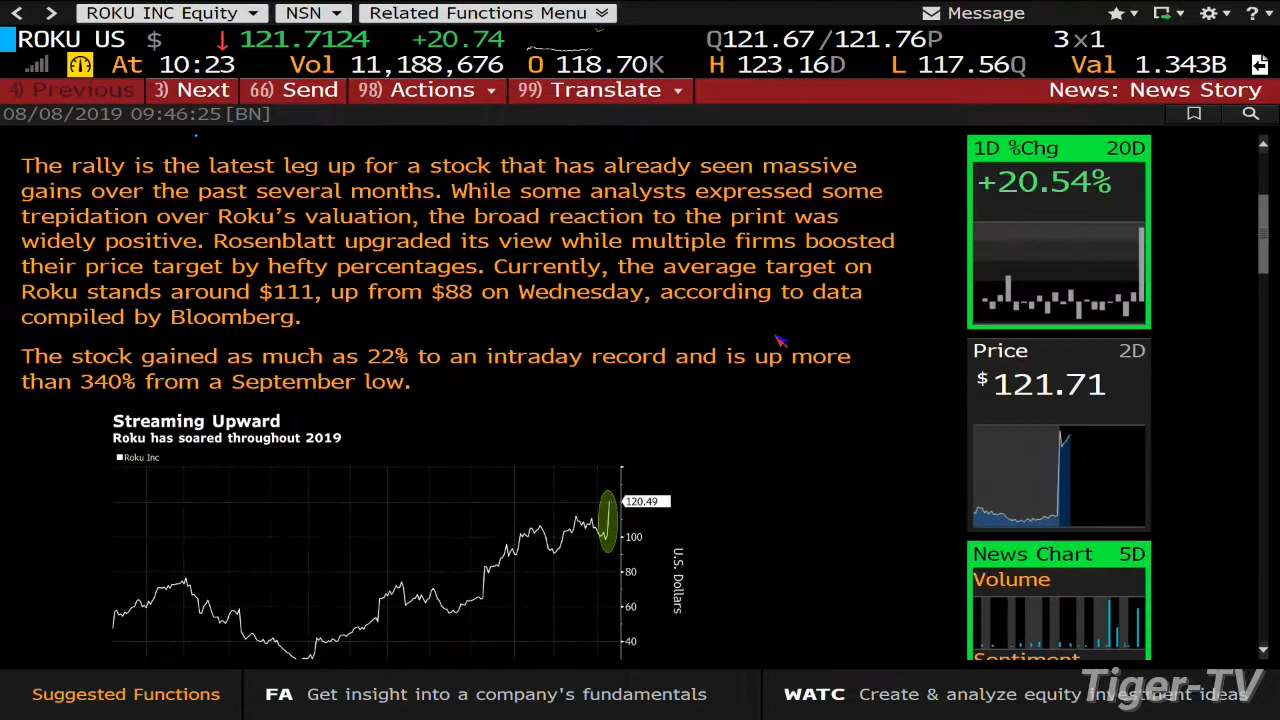 ROKU INC Equity NSN Related Functions Menu Message
ROKU US $ ↓ 121.7124 +20.74 Q121.67/121.76P 3×1
At 10:23 Vol 11,188,676 O 118.70K H 123.16D L 117.56Q Val 1.343B
4) Previous 3) Next 66) Send 98) Actions 99) Translate News: News Story
08/08/2019 09:46:25 [BN]
The rally is the latest leg up for a stock that has already seen massive
gains over the past several months. While some analysts expressed some
trepidation over Roku's valuation, the broad reaction to the print was
widely positive. Rosenblatt upgraded its view while multiple firms boosted
their price target by hefty percentages. Currently, the average target on
Roku stands around $111, up from $88 on Wednesday, according to data
compiled by Bloomberg.
The stock gained as much as 22% to an intraday record and is up more
than 340% from a September low.
Streaming Upward
Roku has soared throughout 2019
Roku Inc
120.49
100
80
60
40
U.S. Dollars
1D %Chg 20D
+20.54%
Price 2D
$121.71
News Chart 5D
Volume
Sentiment
Suggested Functions FA Get insight into a company's fundamentals WATC Create & analyze equity investment ideas
Tiger-TV